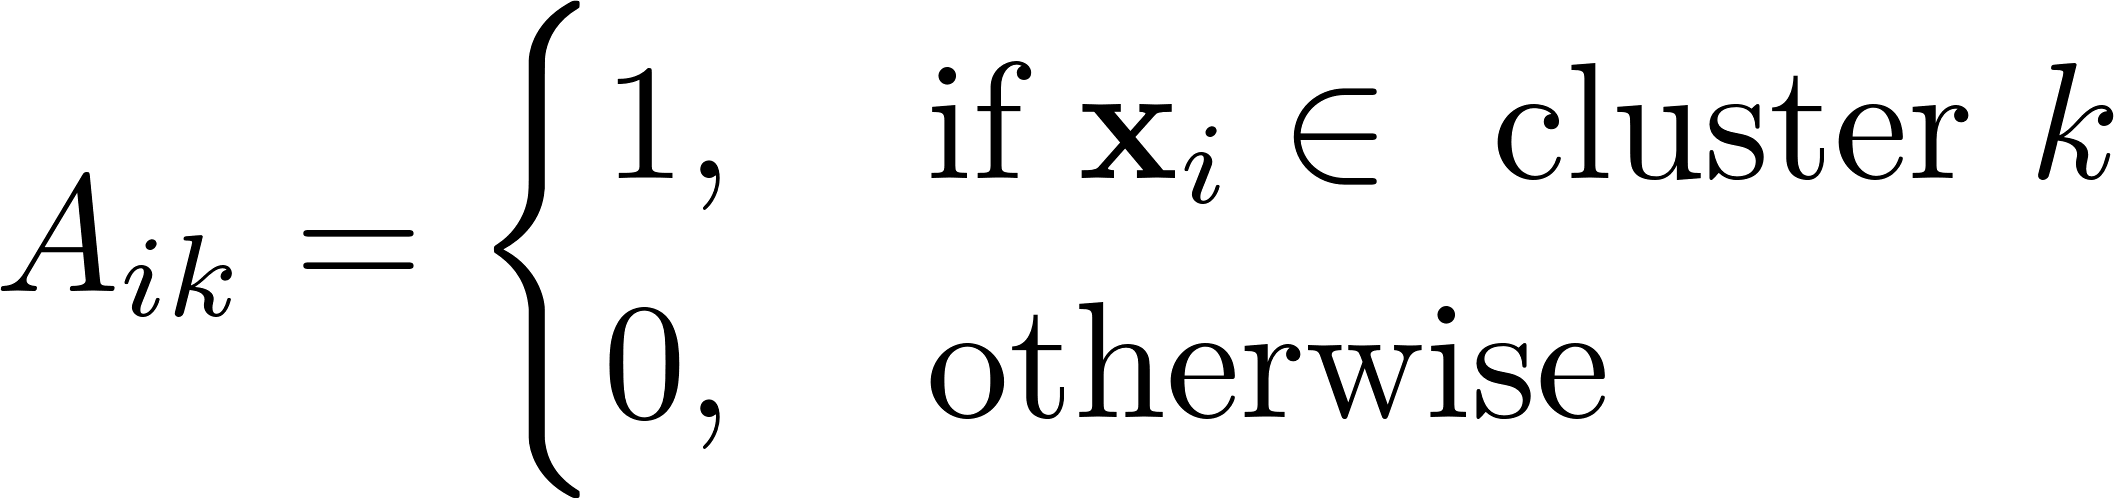 A_{ik} = \begin{cases} 1, & \text{if } \mathbf{x}_i \in \text{ cluster } k \\ 0, & \text{otherwise} \end{cases}